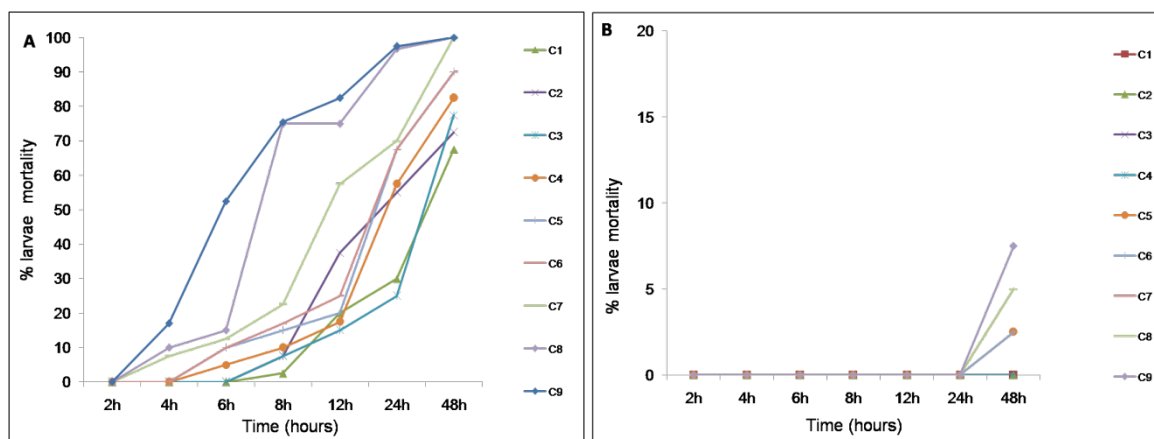 A
% larvae mortality
100
90
80
70
60
50
40
30
20
10
0
2h 4h 6h 8h 12h 24h 48h
Time (hours)
C1
C2
C3
C4
C5
C6
C7
C8
C9
B
% larvae mortality
20
15
10
5
0
2h 4h 6h 8h 12h 24h 48h
Time (hours)
C1
C2
C3
C4
C5
C6
C7
C8
C9